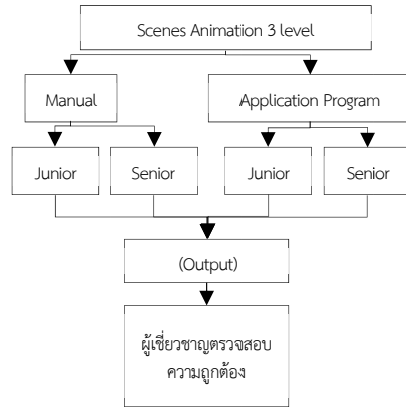 Scenes Animatiion 3 level
Manual
Application Program
Junior
Senior
Junior
Senior
(Output)
ผู้เชี่ยวชาญตรวจสอบ
ความถูกต้อง